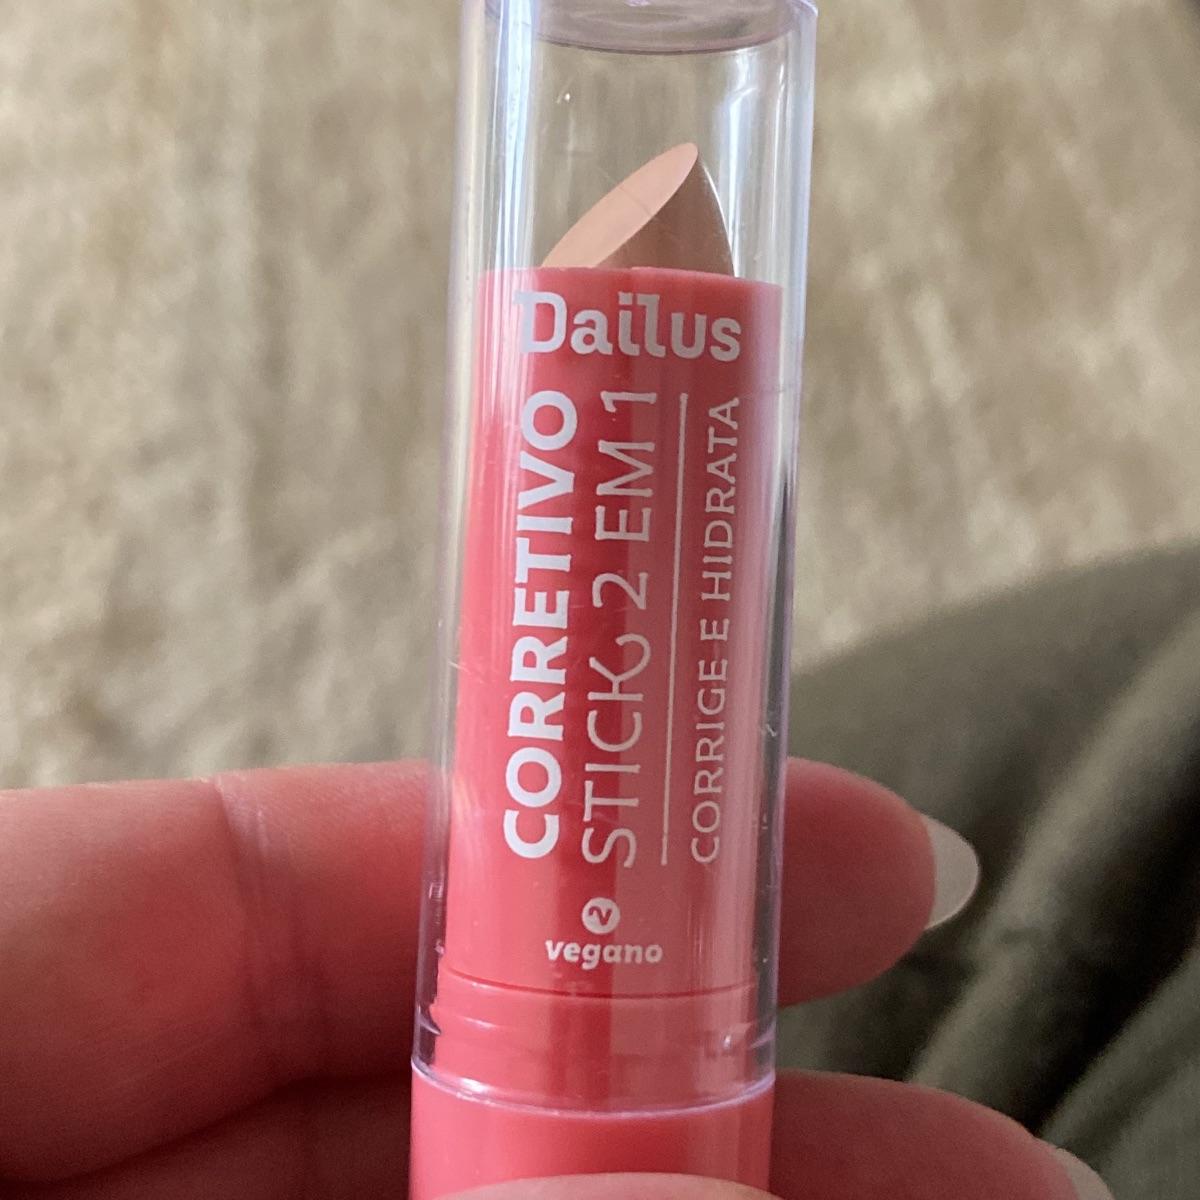 Dailus
CORRETIVO
STICK 2 EM 1
CORRIGE E HIDRATA
vegano